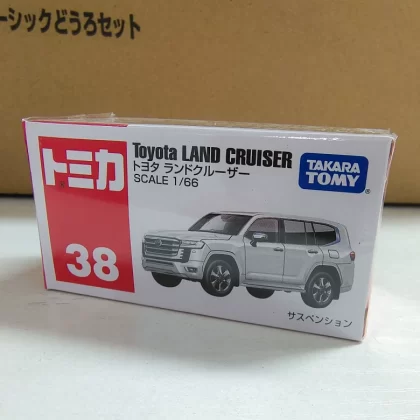 ーシックどうろセット
トミカ
38
Toyota LAND CRUISER
トヨタ ランドクルーザー
SCALE 1/66
TAKARA
TOMY
サスペンション